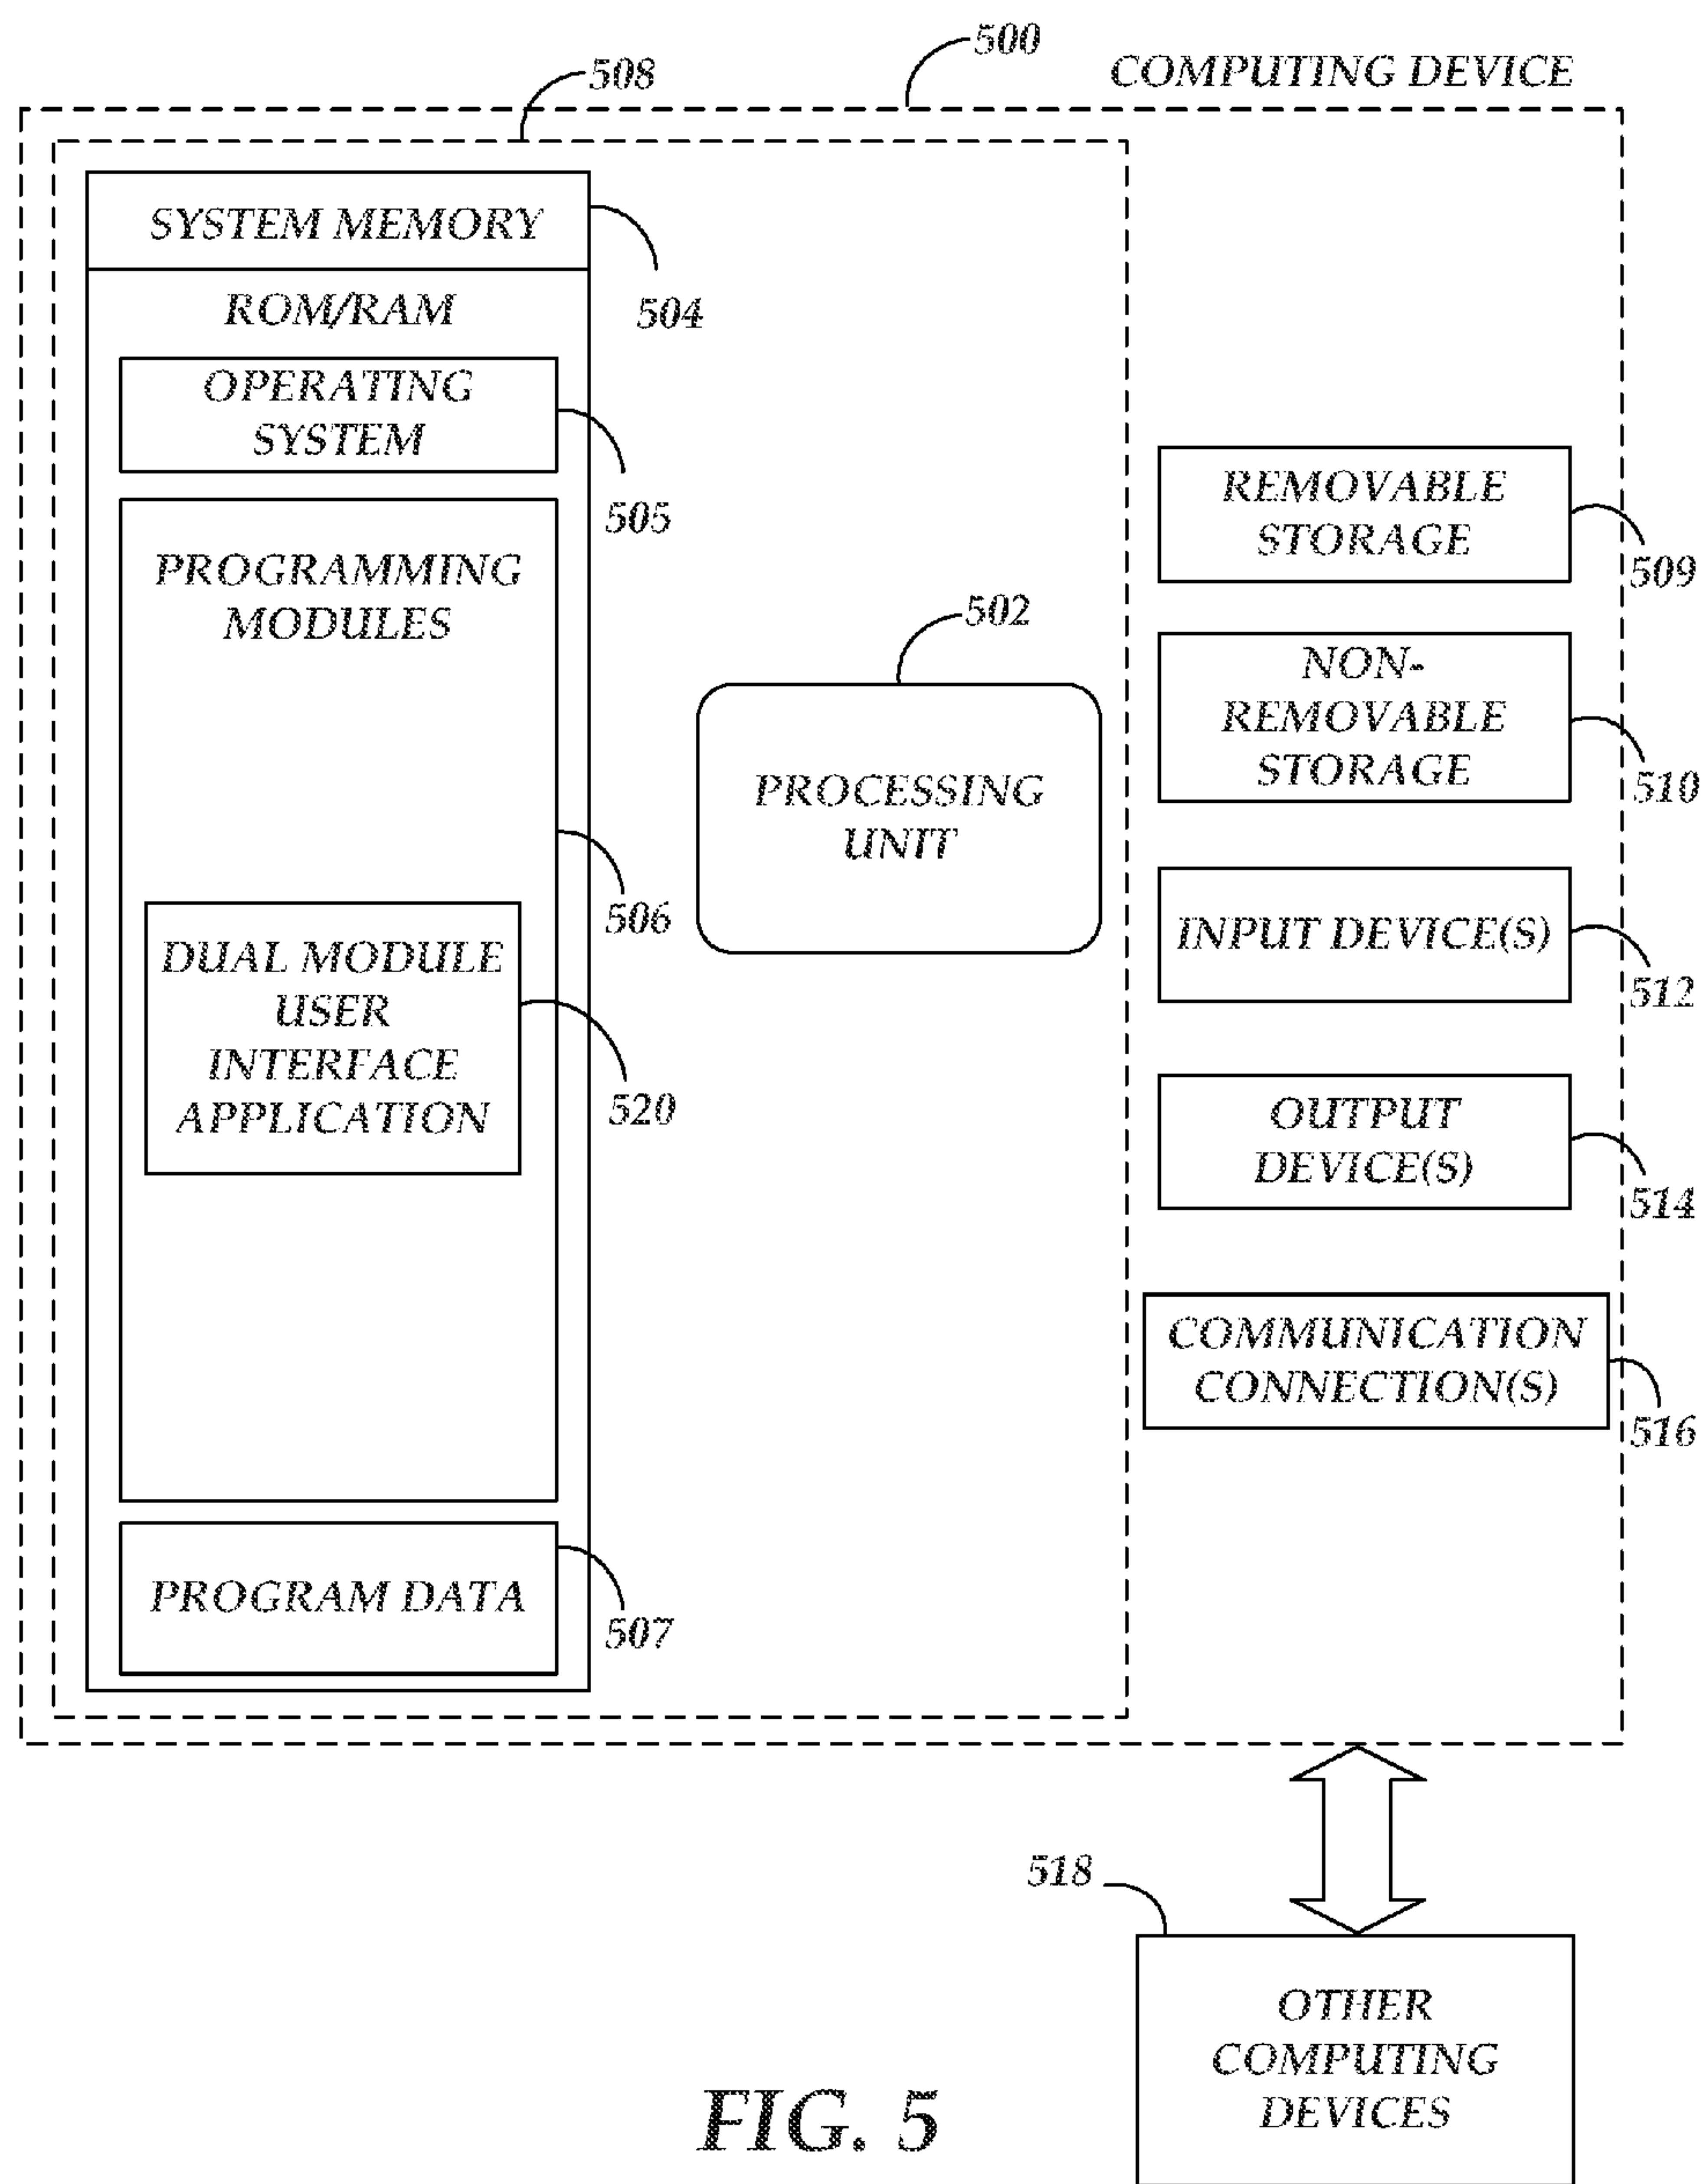 500
COMPUTING DEVICE
508
SYSTEM MEMORY
504
ROM/RAM
OPERATING
SYSTEM
505
PROGRAMMING
MODULES
506
DUAL MODULE
USER
INTERFACE
APPLICATION
520
PROGRAM DATA
507
502
PROCESSING
UNIT
REMOVABLE
STORAGE
509
NON-
REMOVABLE
STORAGE
510
INPUT DEVICE(S)
512
OUTPUT
DEVICE(S)
514
COMMUNICATION
CONNECTION(S)
516
518
OTHER
COMPUTING
DEVICES
FIG. 5